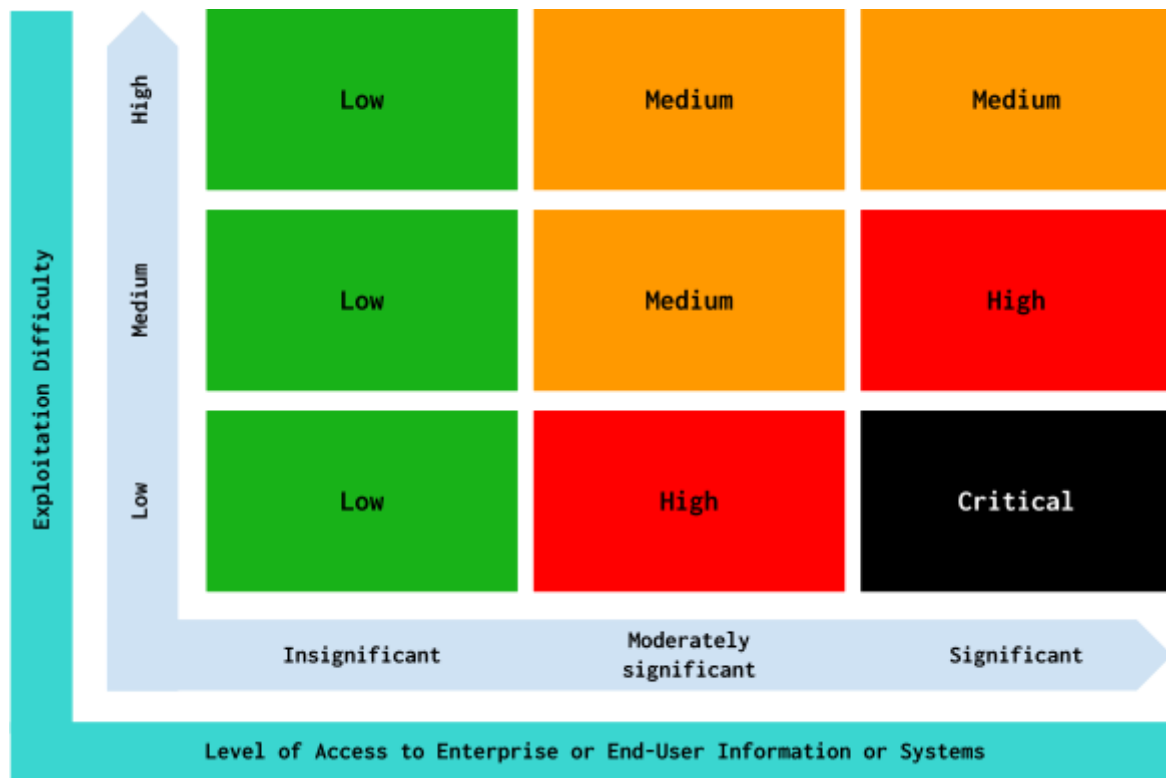 Exploitation Difficulty
High
Low
Medium
Medium
Medium
Low
Medium
High
Low
Low
High
Critical
Insignificant
Moderately
significant
Significant
Level of Access to Enterprise or End-User Information or Systems